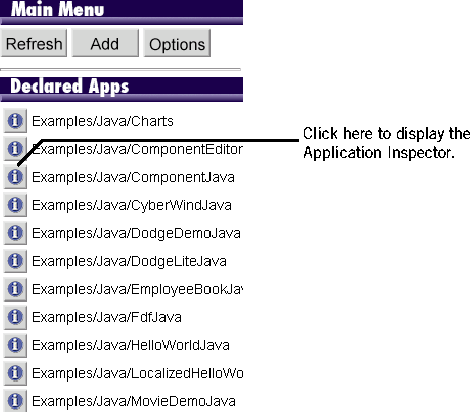 Main Menu
Refresh Add Options
Declared Apps
Examples/Java/Charts
Examples/Java/ComponentEditor
Click here to display the
Application Inspector.
Examples/Java/ComponentJava
Examples/Java/CyberWindJava
Examples/Java/DodgeDemoJava
Examples/Java/DodgeLiteJava
Examples/Java/EmployeeBookJav
Examples/Java/FdfJava
Examples/Java/HelloWorldJava
Examples/Java/LocalizedHelloWo
Examples/Java/MovieDemoJava